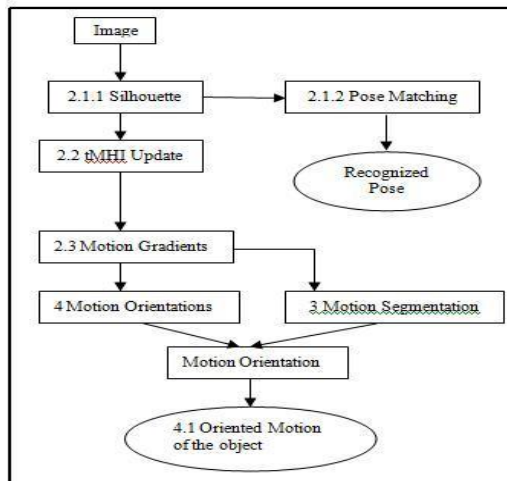 Image
2.1.1 Silhouette
2.1.2 Pose Matching
2.2 tMHI Update
Recognized
Pose
2.3 Motion Gradients
4 Motion Orientations
3 Motion Segmentation
Motion Orientation
4.1 Oriented Motion
of the object